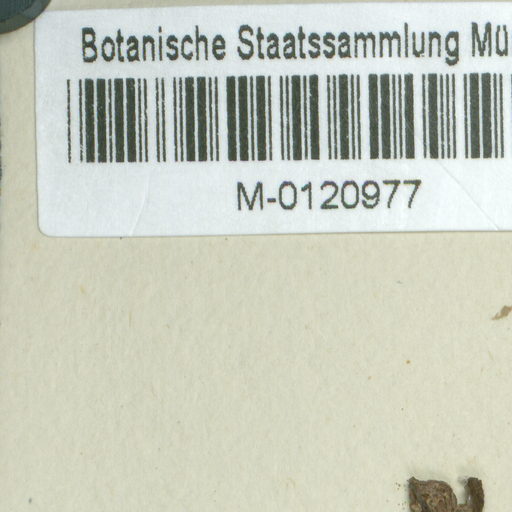 Botanische Staatssammlung Mü
M-0120977